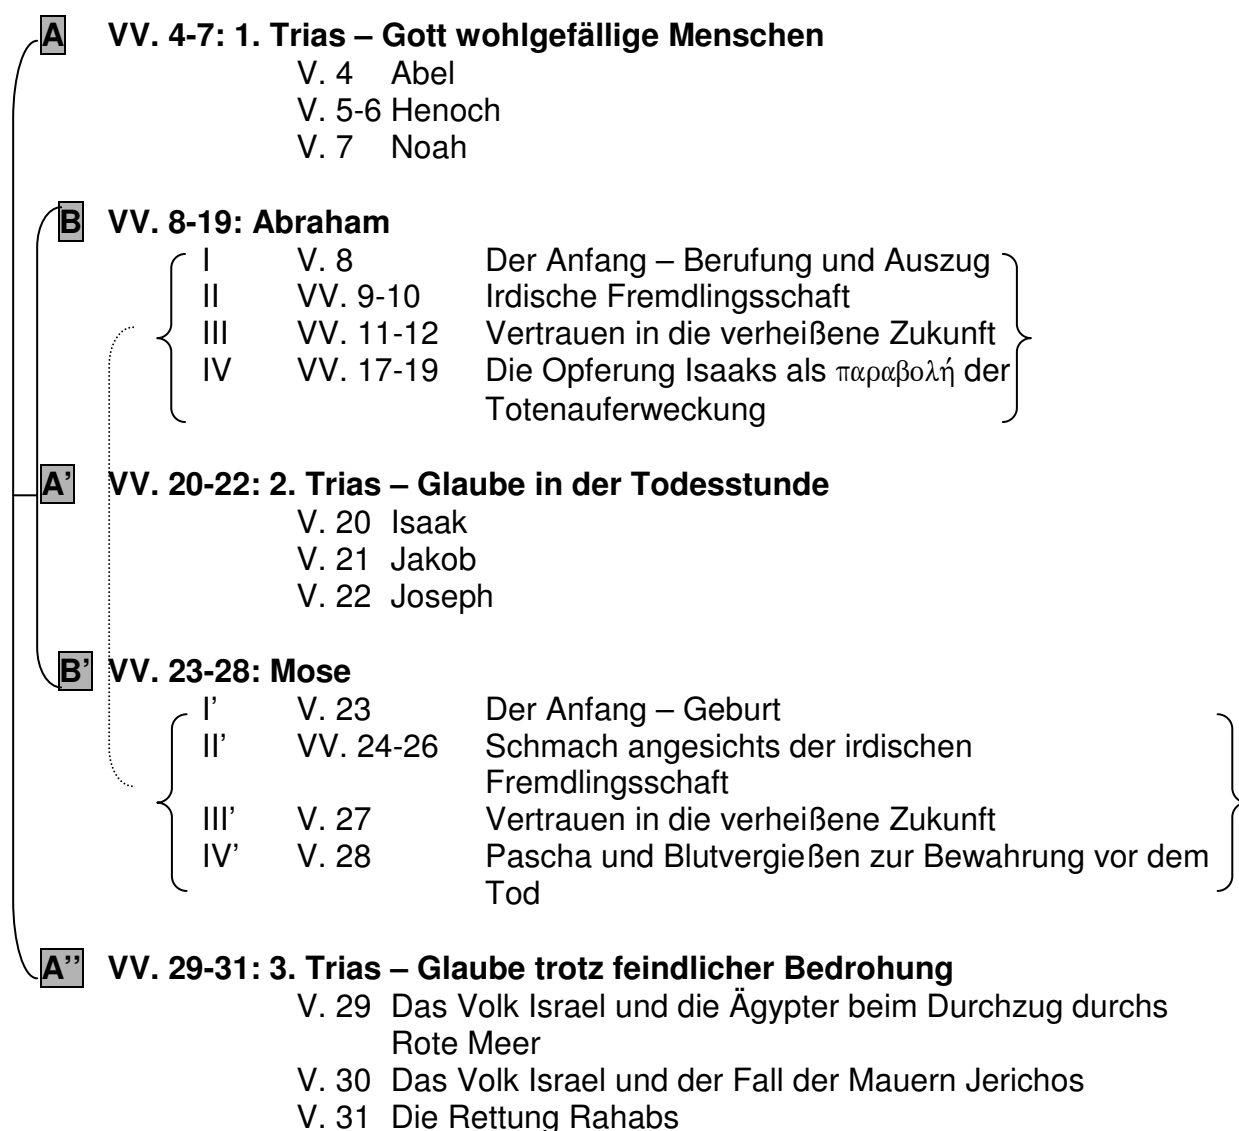 A VV. 4-7: 1. Trias – Gott wohlgefällige Menschen
V. 4 Abel
V. 5-6 Henoch
V. 7 Noah
B VV. 8-19: Abraham
I V. 8 Der Anfang – Berufung und Auszug
II VV. 9-10 Irdische Fremdlingsschaft
III VV. 11-12 Vertrauen in die verheißene Zukunft
IV VV. 17-19 Die Opferung Isaaks als παραβολή der
Totenauferweckung
A’ VV. 20-22: 2. Trias – Glaube in der Todesstunde
V. 20 Isaak
V. 21 Jakob
V. 22 Joseph
B’ VV. 23-28: Mose
I’ V. 23 Der Anfang – Geburt
II’ VV. 24-26 Schmach angesichts der irdischen
Fremdlingsschaft
III’ V. 27 Vertrauen in die verheißene Zukunft
IV’ V. 28 Pascha und Blutvergießen zur Bewahrung vor dem
Tod
A’’ VV. 29-31: 3. Trias – Glaube trotz feindlicher Bedrohung
V. 29 Das Volk Israel und die Ägypter beim Durchzug durchs
Rote Meer
V. 30 Das Volk Israel und der Fall der Mauern Jerichos
V. 31 Die Rettung Rahabs